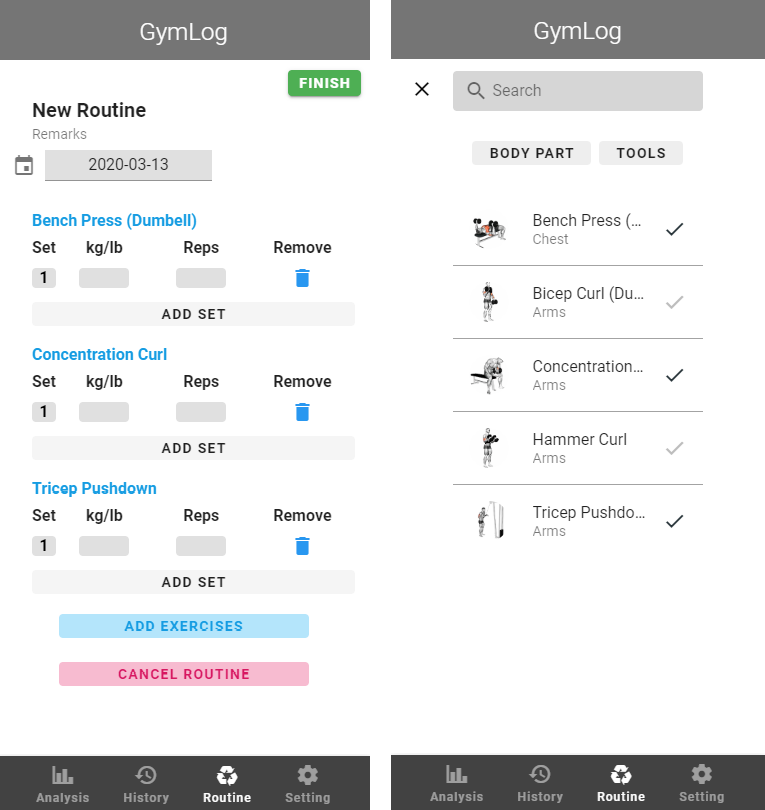 GymLog
FINISH
New Routine
Remarks
2020-03-13
Bench Press (Dumbell)
Set kg/lb Reps Remove
1
ADD SET
Concentration Curl
Set kg/lb Reps Remove
1
ADD SET
Tricep Pushdown
Set kg/lb Reps Remove
1
ADD SET
ADD EXERCISES
CANCEL ROUTINE
Analysis History Routine Setting
GymLog
Search
BODY PART TOOLS
Bench Press (...
Chest
Bicep Curl (Du...
Arms
Concentration...
Arms
Hammer Curl
Arms
Tricep Pushdo...
Arms
Analysis History Routine Setting